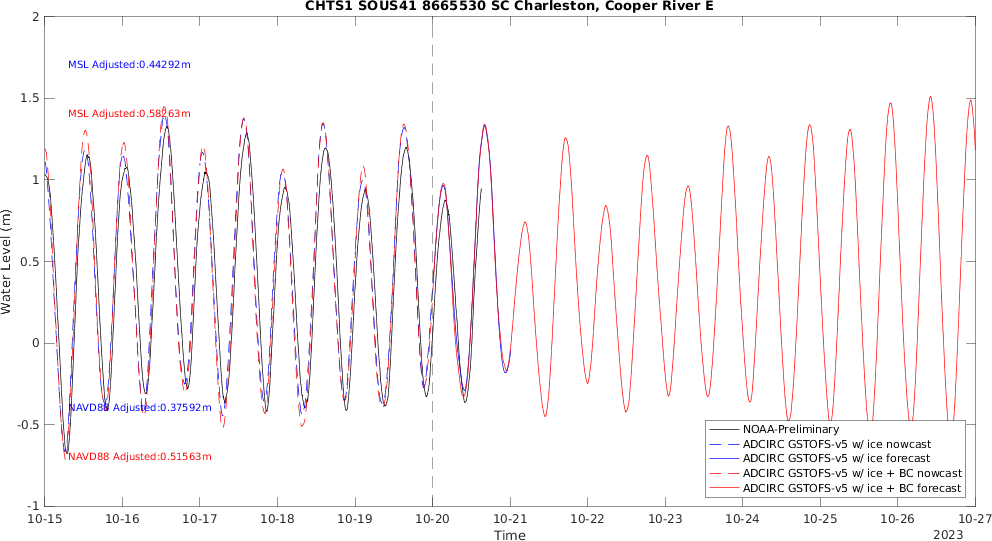 CHTS1 SOUS41 8665530 SC Charleston, Cooper River E
Water Level (m)
2
1.5
1
0.5
0
-0.5
-1
MSL Adjusted:0.44292m
MSL Adjusted:0.58263m
NAVD88 Adjusted:0.37592m
NAVD88 Adjusted:0.51563m
NOAA-Preliminary
ADCIRC GSTOFS-v5 w/ ice nowcast
ADCIRC GSTOFS-v5 w/ ice forecast
ADCIRC GSTOFS-v5 w/ ice + BC nowcast
ADCIRC GSTOFS-v5 w/ ice + BC forecast
10-15 10-16 10-17 10-18 10-19 10-20 10-21 10-22 10-23 10-24 10-25 10-26 10-27
Time
2023